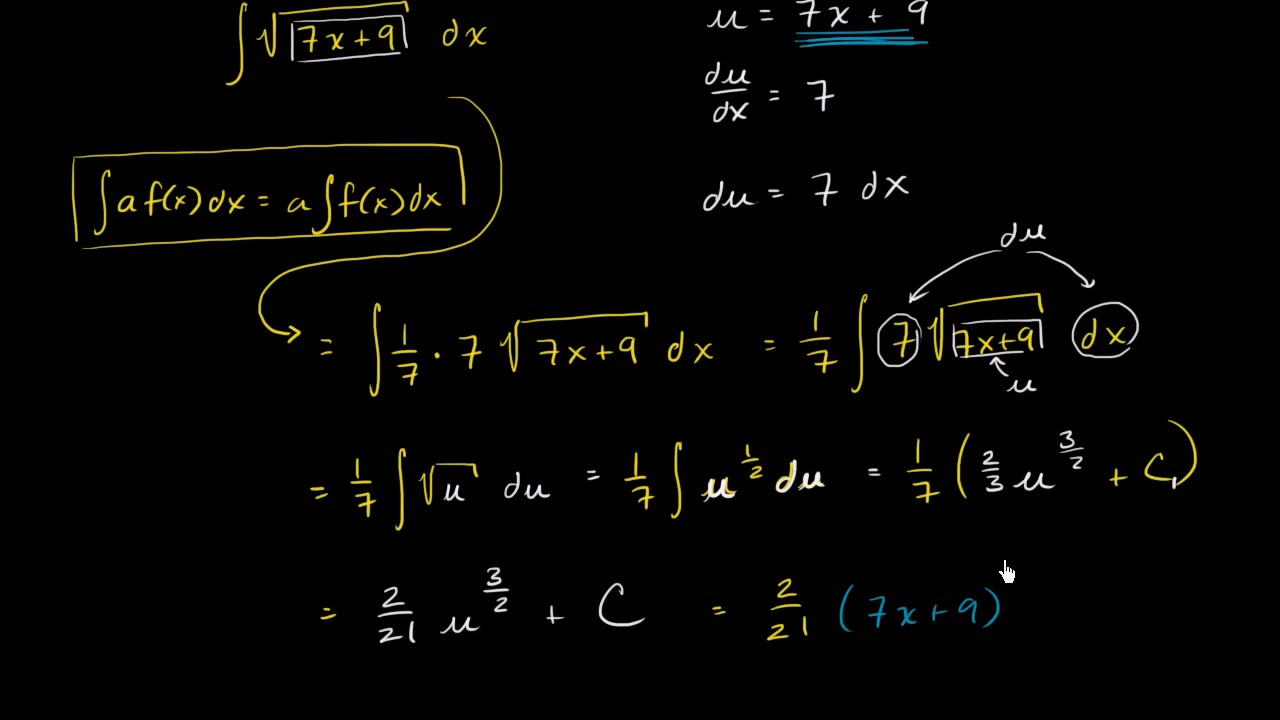 ∫ √(7x+9) dx
u = 7x + 9
du/dx = 7
∫ a f(x) dx = a ∫ f(x) dx
du = 7 dx
du
= ∫ 1/7 · 7 √(7x+9) dx = 1/7 ∫ 7 √(7x+9) dx
u
= 1/7 ∫ √u du = 1/7 ∫ u^(1/2) du = 1/7 (2/3 u^(3/2) + C₁)
= 2/21 u^(3/2) + C = 2/21 (7x+9)